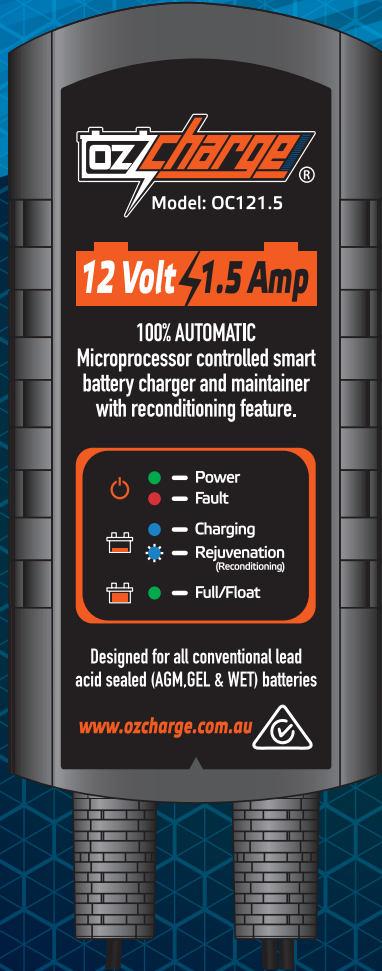 OZ charge ®
Model: OC121.5
12 Volt 1.5 Amp
100% AUTOMATIC
Microprocessor controlled smart
battery charger and maintainer
with reconditioning feature.
Power
Fault
Charging
Rejuvenation
(Reconditioning)
Full/Float
Designed for all conventional lead
acid sealed (AGM,GEL & WET) batteries
www.ozcharge.com.au